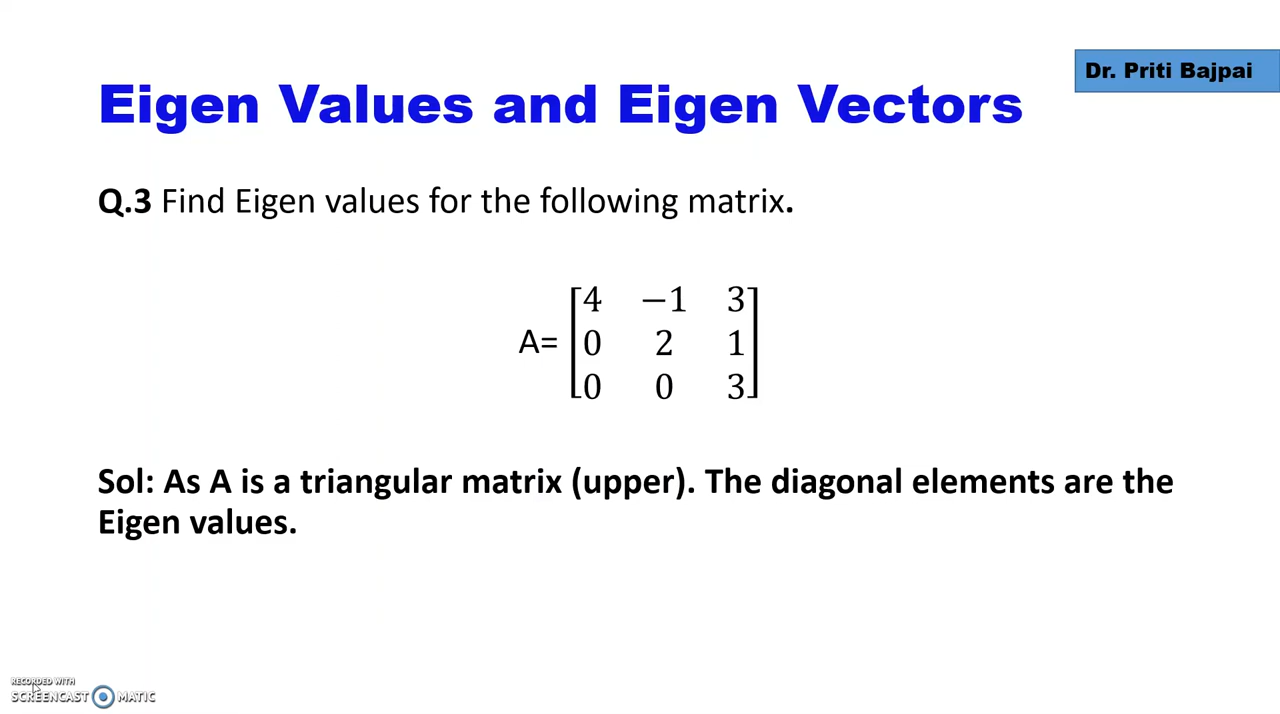 Dr. Priti Bajpai
Eigen Values and Eigen Vectors
Q.3 Find Eigen values for the following matrix.
A= [4 −1 3
0 2 1
0 0 3]
Sol: As A is a triangular matrix (upper). The diagonal elements are the
Eigen values.
RECORDED WITH
SCREENCAST MATIC